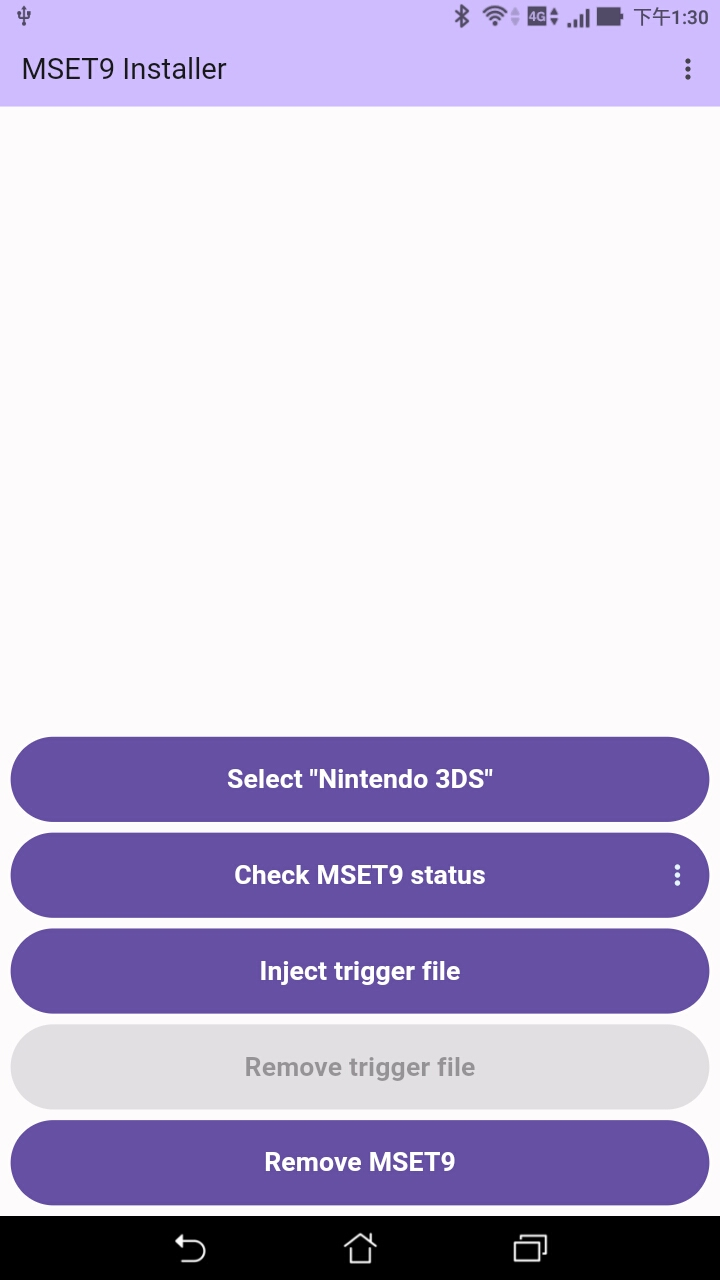 4G 下午1:30
MSET9 Installer
Select "Nintendo 3DS"
Check MSET9 status
Inject trigger file
Remove trigger file
Remove MSET9